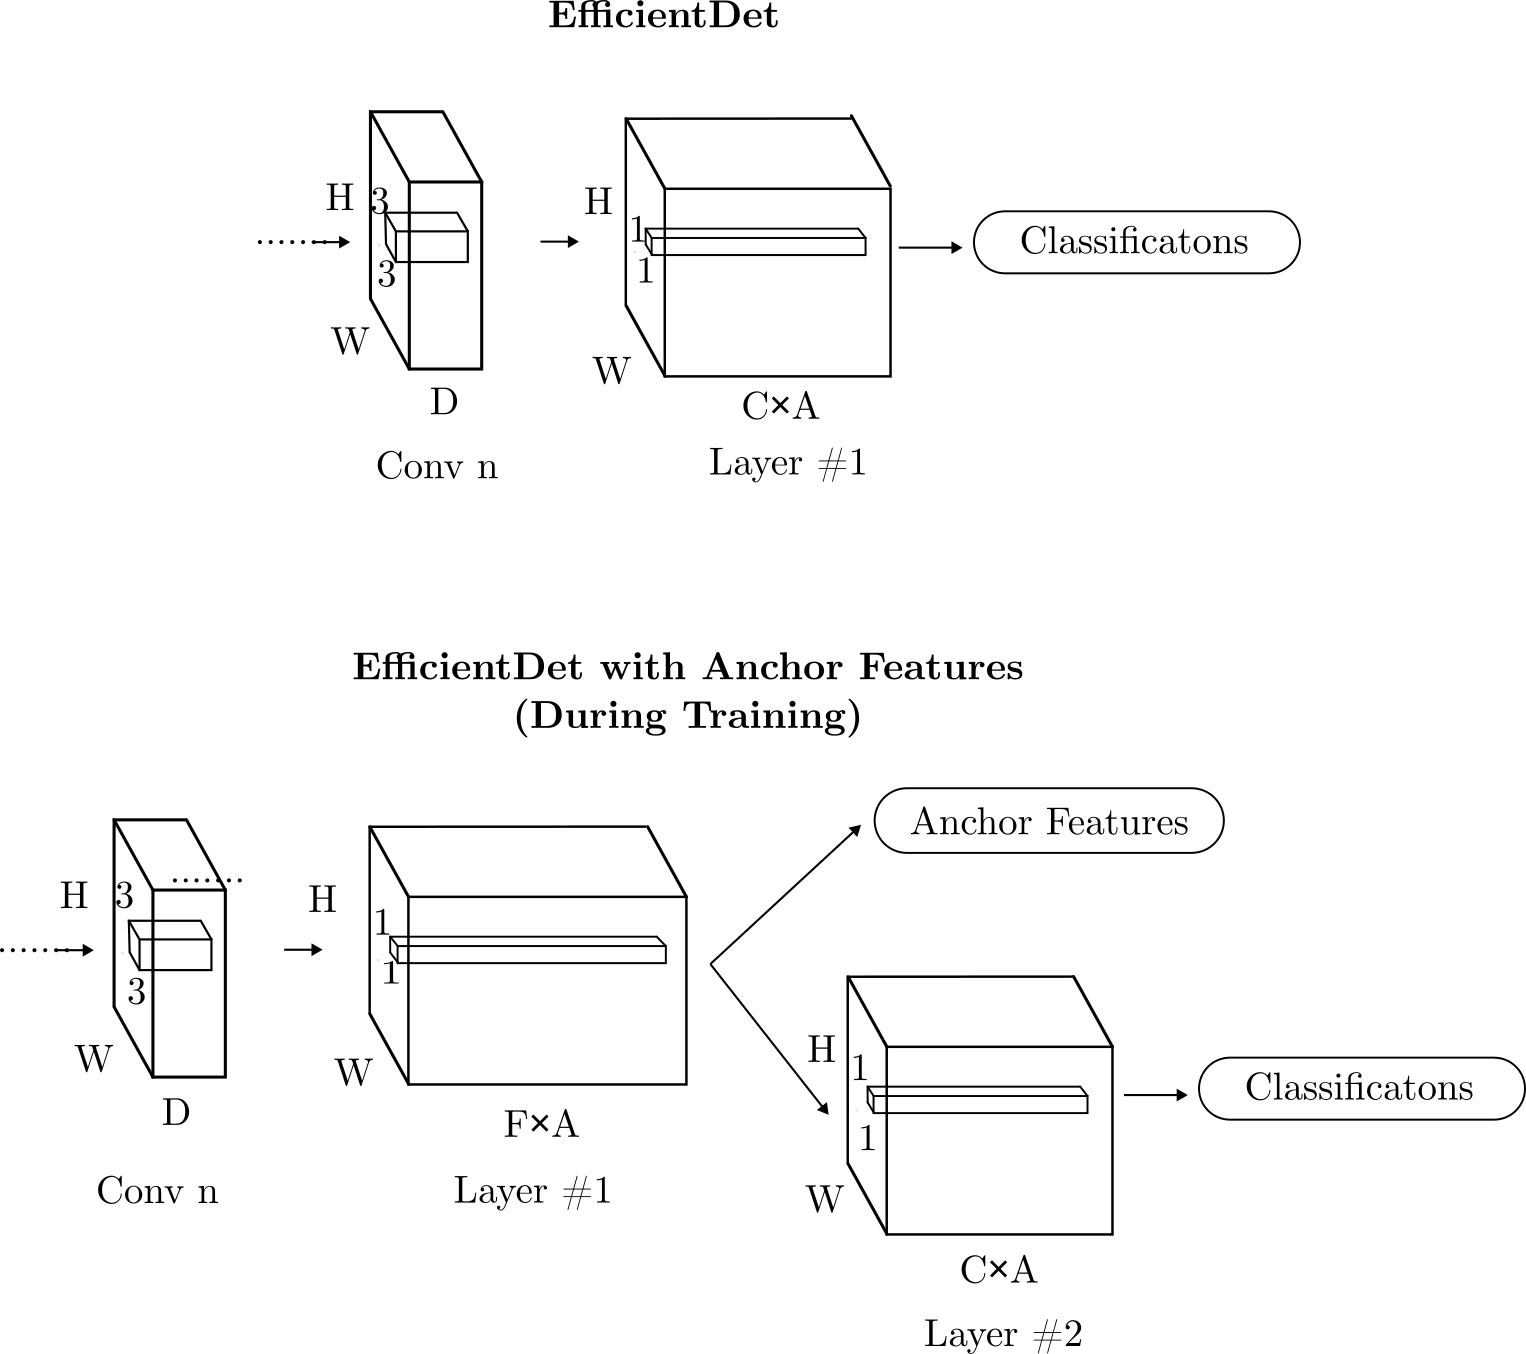 EfficientDet
H 3
3
W
D
Conv n
H
1
1
W
C×A
Layer #1
Classificatons
EfficientDet with Anchor Features
(During Training)
H 3
3
W
D
Conv n
H
1
1
W
F×A
Layer #1
Anchor Features
H
1
1
W
C×A
Layer #2
Classificatons